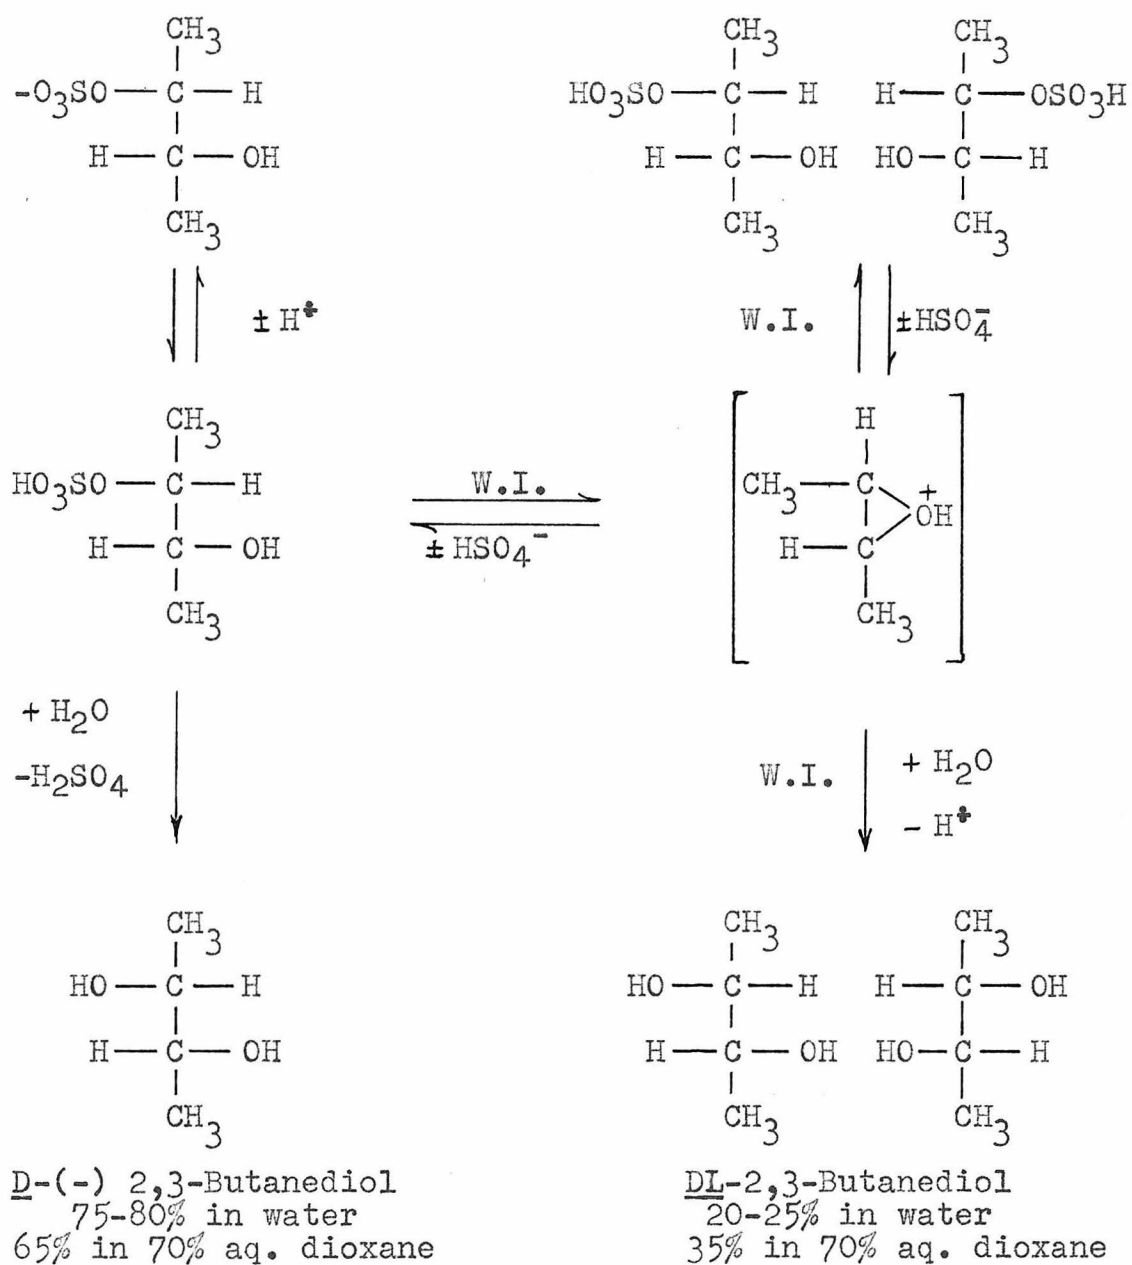 CH3 CH3
-O3SO—C—H HO3SO—C—H H—C—OSO3H
H—C—OH H—C—OH HO—C—H
CH3 CH3 CH3
± H+ W.I. ±HSO4-
CH3 H
HO3SO—C—H W.I. CH3—C
± HSO4- +OH
H—C—OH H—C
CH3 CH3
+ H2O
-H2SO4
W.I. + H2O
- H+
CH3 CH3 CH3
HO—C—H HO—C—H H—C—OH
H—C—OH H—C—OH HO—C—H
CH3 CH3 CH3
D-(-) 2,3-Butanediol DL-2,3-Butanediol
75-80% in water 20-25% in water
65% in 70% aq. dioxane 35% in 70% aq. dioxane